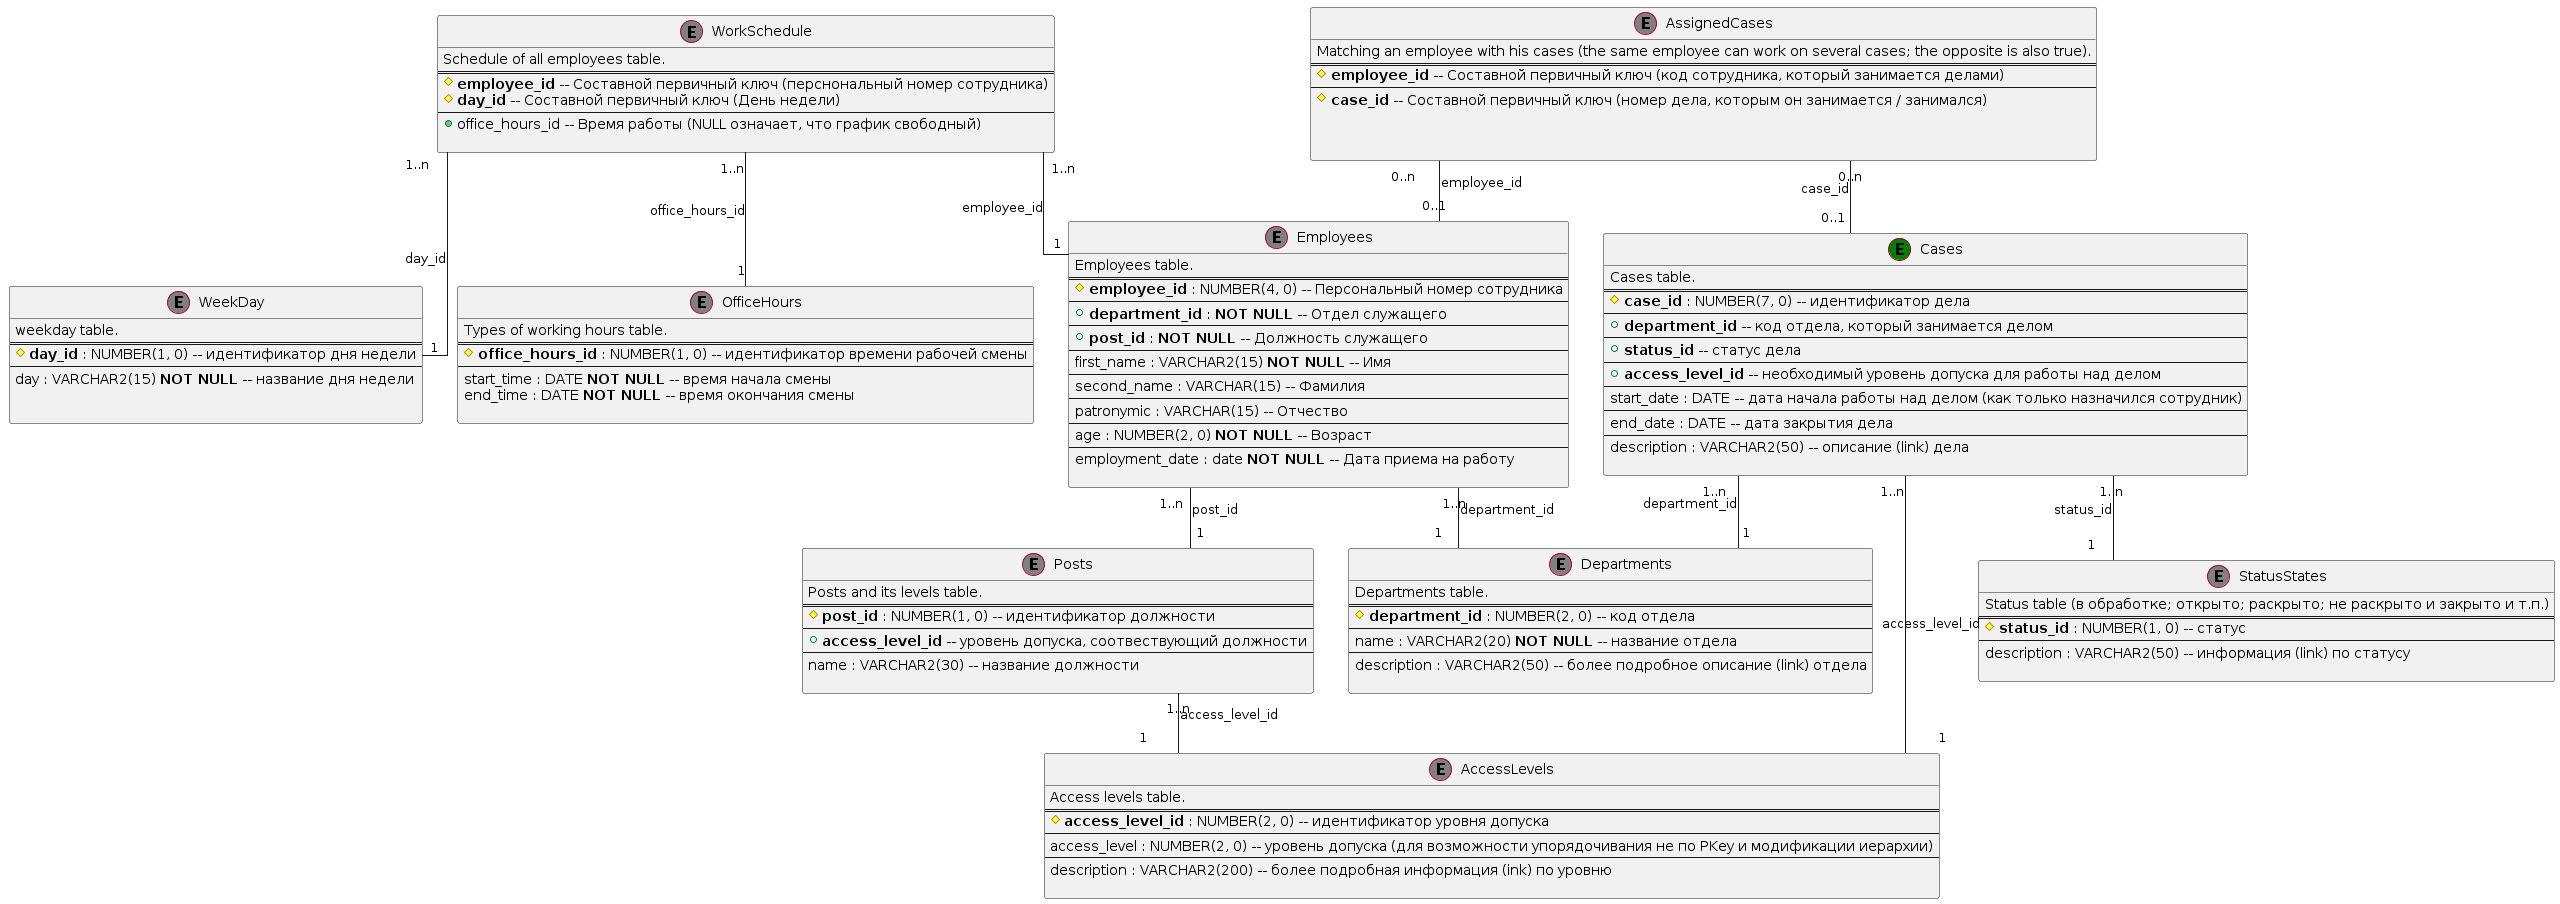 E WorkSchedule
Schedule of all employees table.
employee_id -- Составной первичный ключ (перснональный номер сотрудника)
day_id -- Составной первичный ключ (День недели)
office_hours_id -- Время работы (NULL означает, что график свободный)
E AssignedCases
Matching an employee with his cases (the same employee can work on several cases; the opposite is also true).
employee_id -- Составной первичный ключ (код сотрудника, который занимается делами)
case_id -- Составной первичный ключ (номер дела, которым он занимается / занимался)
1..n
day_id
1
1..n
office_hours_id
1
1..n
employee_id
1
0..n
employee_id
0..1
0..n
case_id
0..1
E WeekDay
weekday table.
day_id : NUMBER(1, 0) -- идентификатор дня недели
day : VARCHAR2(15) NOT NULL -- название дня недели
E OfficeHours
Types of working hours table.
office_hours_id : NUMBER(1, 0) -- идентификатор времени рабочей смены
start_time : DATE NOT NULL -- время начала смены
end_time : DATE NOT NULL -- время окончания смены
E Employees
Employees table.
employee_id : NUMBER(4, 0) -- Персональный номер сотрудника
department_id : NOT NULL -- Отдел служащего
post_id : NOT NULL -- Должность служащего
first_name : VARCHAR2(15) NOT NULL -- Имя
second_name : VARCHAR(15) -- Фамилия
patronymic : VARCHAR(15) -- Отчество
age : NUMBER(2, 0) NOT NULL -- Возраст
employment_date : date NOT NULL -- Дата приема на работу
E Cases
Cases table.
case_id : NUMBER(7, 0) -- идентификатор дела
department_id -- код отдела, который занимается делом
status_id -- статус дела
access_level_id -- необходимый уровень допуска для работы над делом
start_date : DATE -- дата начала работы над делом (как только назначился сотрудник)
end_date : DATE -- дата закрытия дела
description : VARCHAR2(50) -- описание (link) дела
1..n
post_id
1
1..n
department_id
1
1..n
department_id
1
1..n
access_level_id
1
1..n
status_id
1
E Posts
Posts and its levels table.
post_id : NUMBER(1, 0) -- идентификатор должности
access_level_id -- уровень допуска, соотвествующий должности
name : VARCHAR2(30) -- название должности
E Departments
Departments table.
department_id : NUMBER(2, 0) -- код отдела
name : VARCHAR2(20) NOT NULL -- название отдела
description : VARCHAR2(50) -- более подробное описание (link) отдела
E StatusStates
Status table (в обработке; открыто; раскрыто; не раскрыто и закрыто и т.п.)
status_id : NUMBER(1, 0) -- статус
description : VARCHAR2(50) -- информация (link) по статусу
1..n
access_level_id
1
E AccessLevels
Access levels table.
access_level_id : NUMBER(2, 0) -- идентификатор уровня допуска
access_level : NUMBER(2, 0) -- уровень допуска (для возможности упорядочивания не по PKey и модификации иерархии)
description : VARCHAR2(200) -- более подробная информация (ink) по уровню